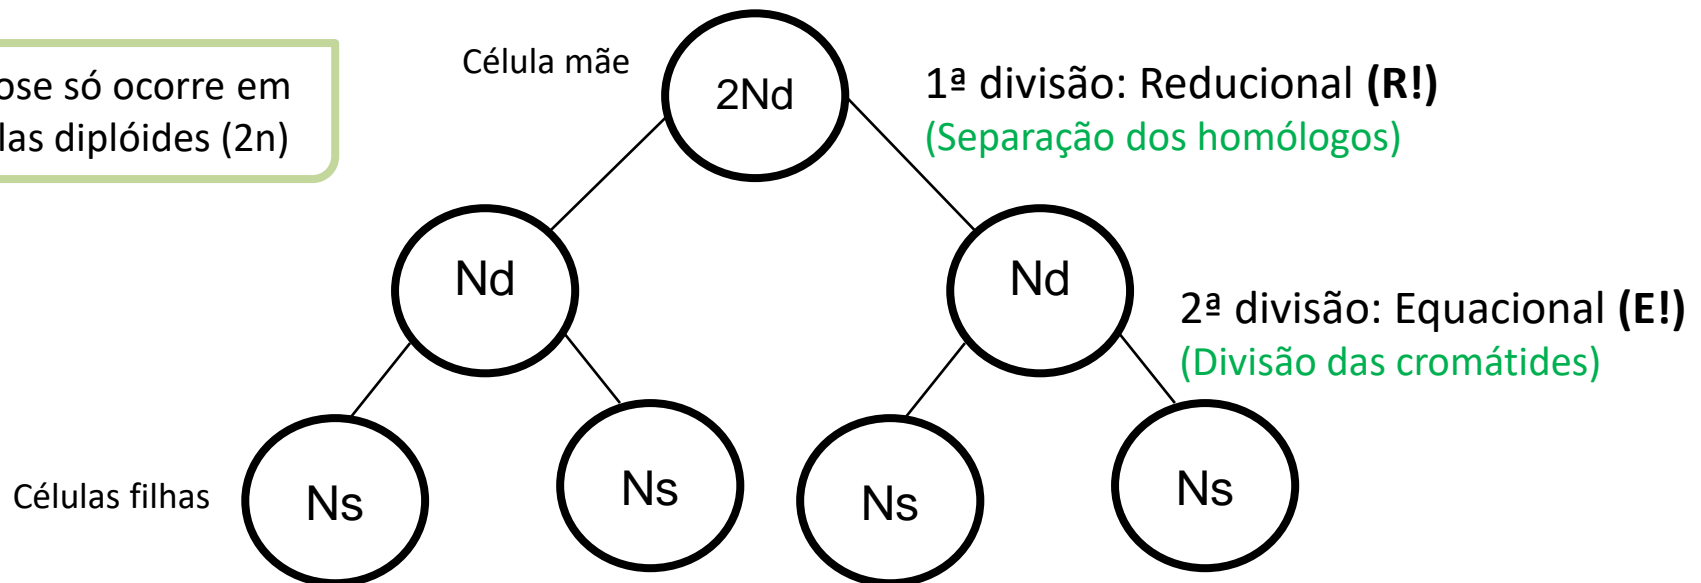 Célula mãe
ose só ocorre em
las diplóides (2n)
2Nd
1ª divisão: Reducional (R!)
(Separação dos homólogos)
Nd
Nd
2ª divisão: Equacional (E!)
(Divisão das cromátides)
Células filhas
Ns
Ns
Ns
Ns